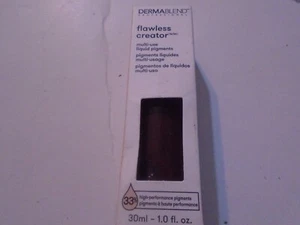 DERMABLEND
PROFESSIONAL
flawless
creator
multi-use
liquid pigments
pigments liquides
multi-usage
pigmentos de líquidos
multi-uso
33%
high performance pigments
pigments à haute performance
30ml - 1.0 fl. oz.